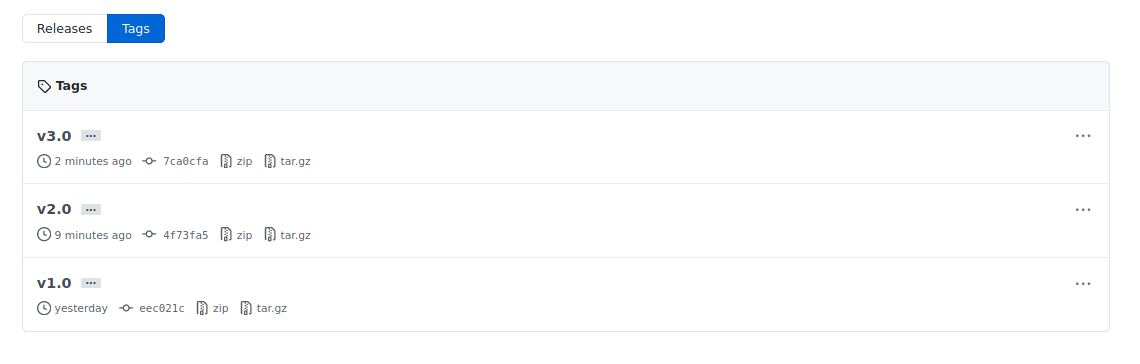 Releases Tags
Tags
v3.0 ...
2 minutes ago 7ca0cfa zip tar.gz
v2.0 ...
9 minutes ago 4f73fa5 zip tar.gz
v1.0 ...
yesterday eec021c zip tar.gz